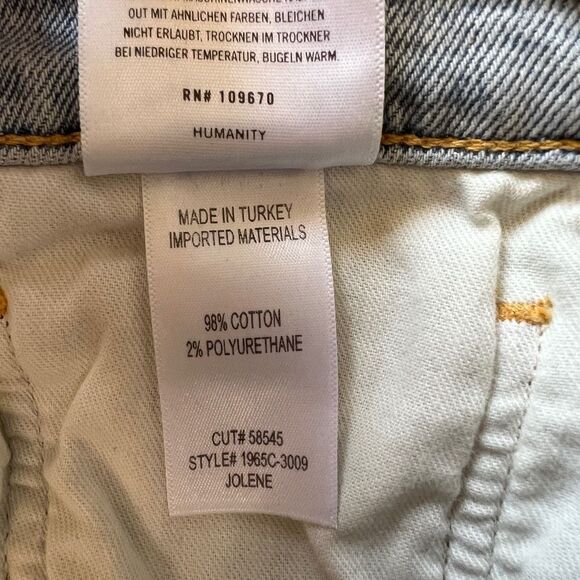 OUT MIT AHNLICHEN FARBEN, BLEICHEN
NICHT ERLAUBT, TROCKNEN IM TROCKNER
BEI NIEDRIGER TEMPERATUR, BUGELN WARM.
RN# 109670
HUMANITY
MADE IN TURKEY
IMPORTED MATERIALS
98% COTTON
2% POLYURETHANE
CUT# 58545
STYLE# 1965C-3009
JOLENE